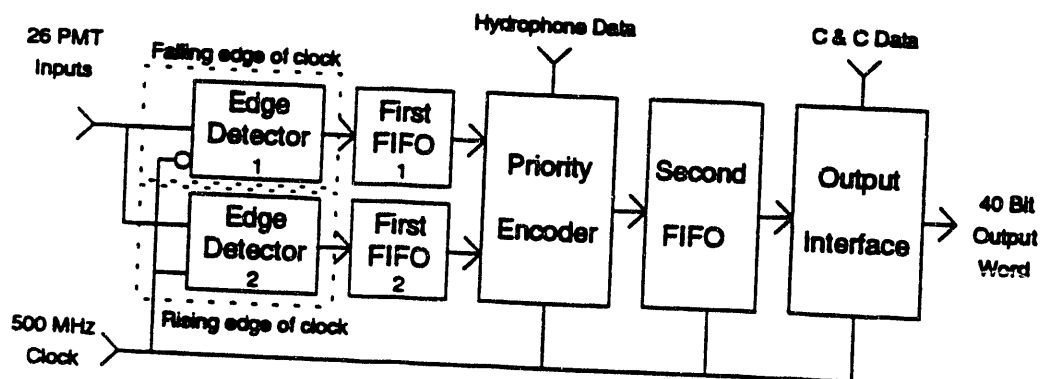 Hydrophone Data
C & C Data
26 PMT
Inputs
Falling edge of clock
Edge
Detector
1
First
FIFO
1
Priority
Encoder
Second
FIFO
Output
Interface
40 Bit
Output
Word
Edge
Detector
2
First
FIFO
2
Rising edge of clock
500 MHz
Clock